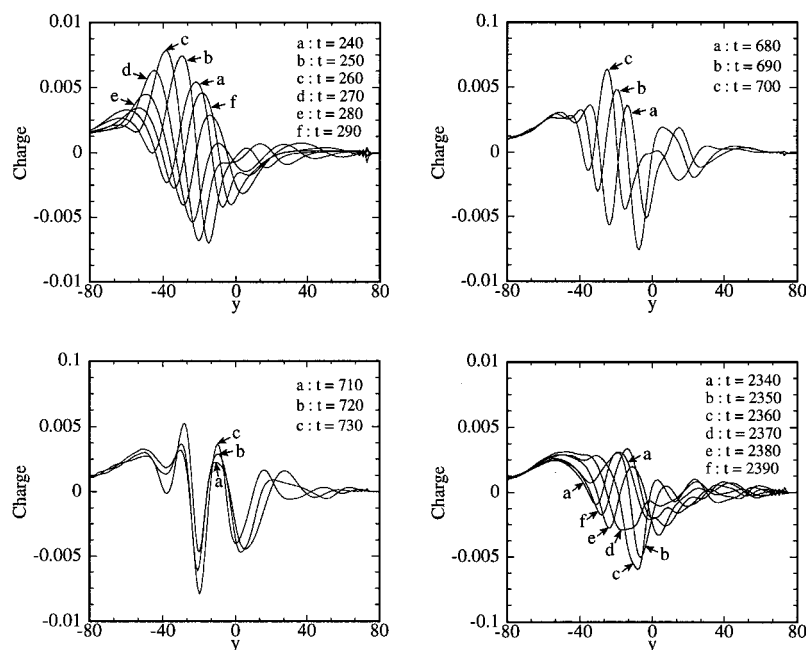 0.01
0.005
0
-0.005
-0.01
Charge
-80
-40
0
40
80
y
a : t = 240
b : t = 250
c : t = 260
d : t = 270
e : t = 280
f : t = 290
c
b
d
a
e
f
0.1
0.005
0
-0.005
-0.01
Charge
-80
-40
0
40
80
y
a : t = 680
b : t = 690
c : t = 700
c
b
a
0.1
0.005
0
-0.005
-0.01
Charge
-80
-40
0
40
80
y
a : t = 710
b : t = 720
c : t = 730
c
b
a
0.01
0.005
0
-0.005
-0.1
Charge
-80
-40
0
40
80
y
a : t = 2340
b : t = 2350
c : t = 2360
d : t = 2370
e : t = 2380
f : t = 2390
a
a
f
e
d
b
c